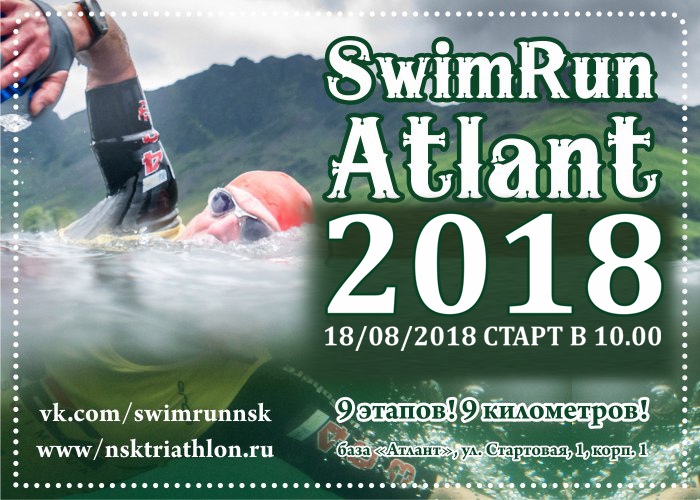 SwimRun
Atlant
2018
18/08/2018 СТАРТ В 10.00
vk.com/swimrunnsk
www/nsktriathlon.ru
9 этапов! 9 километров!
база «Атлант», ул. Стартовая, 1, корп. 1